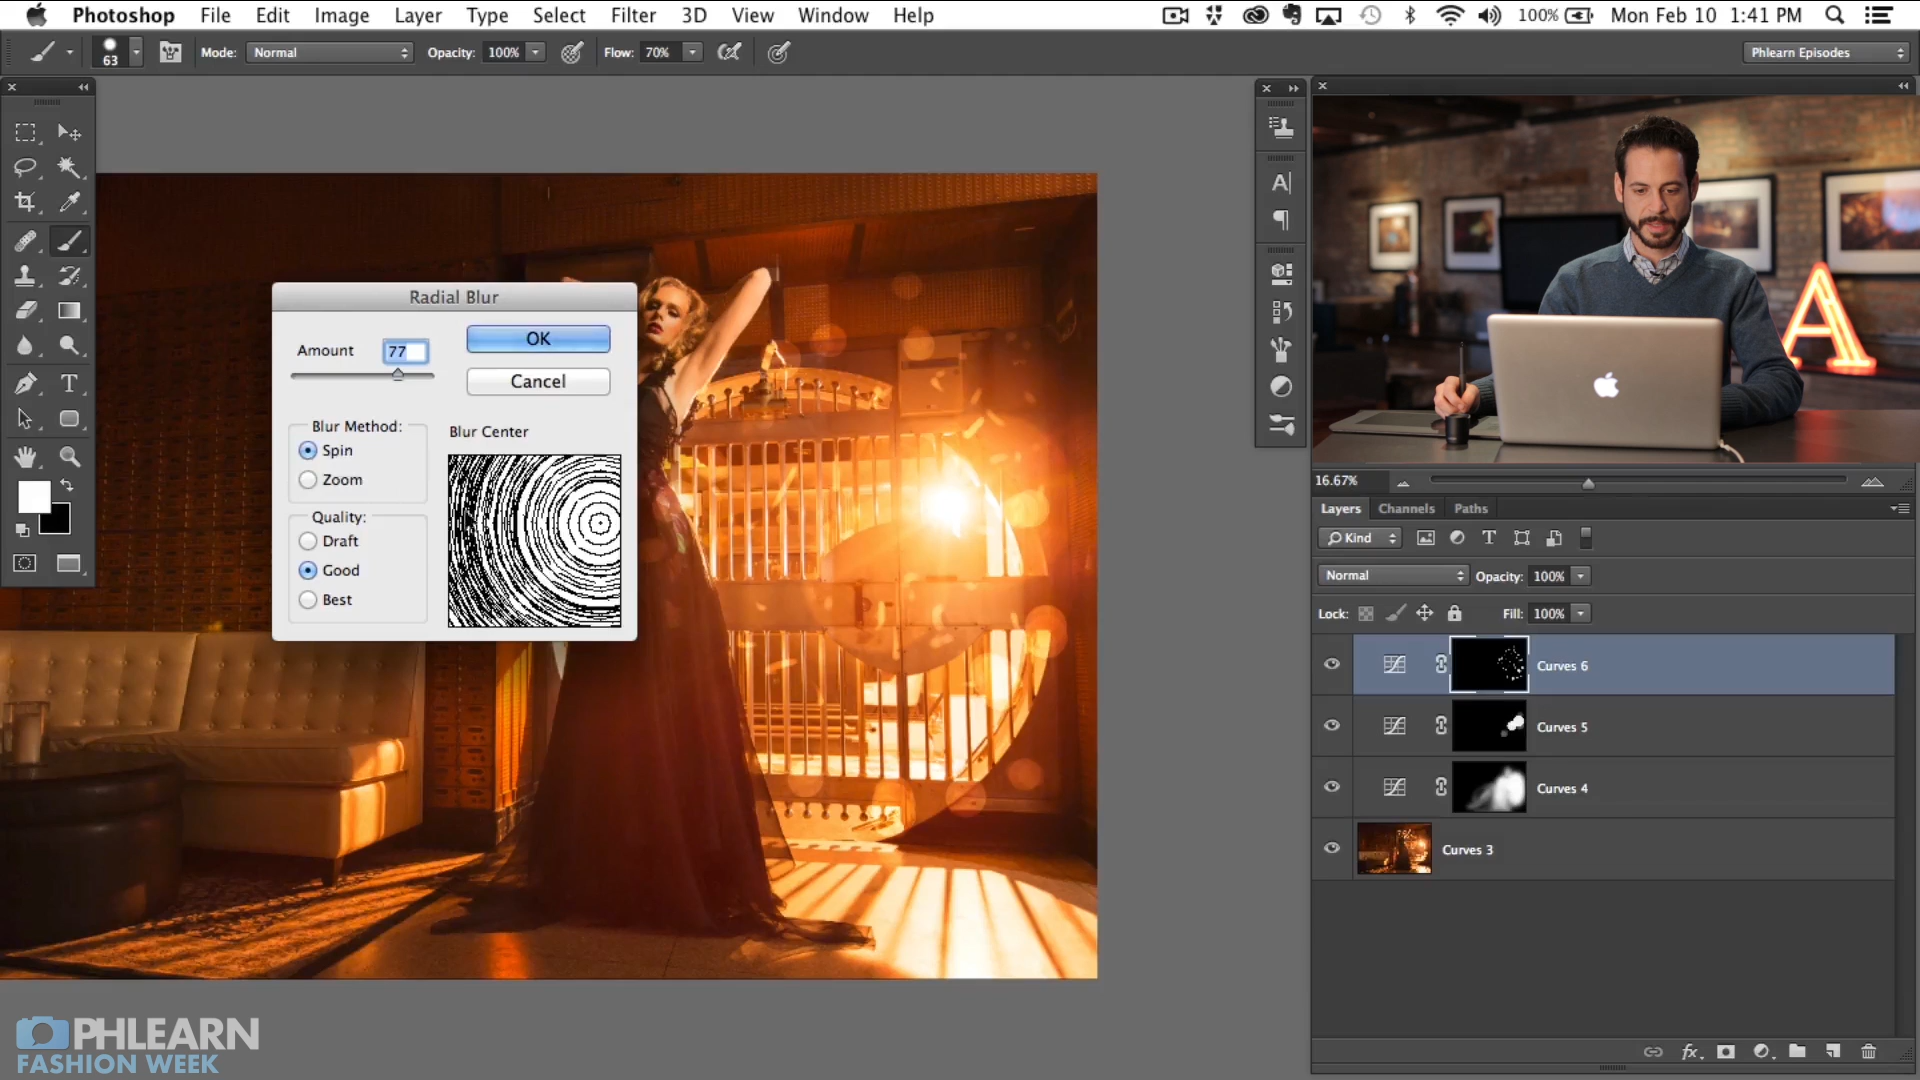 Photoshop File Edit Image Layer Type Select Filter 3D View Window Help 100% Mon Feb 10 1:41 PM
63 Mode: Normal Opacity: 100% Flow: 70% Phlearn Episodes
Radial Blur
Amount 77 OK
Cancel
Blur Method:
Spin
Zoom
Quality:
Draft
Good
Best
Blur Center
A
16.67%
Layers Channels Paths
Kind
Normal Opacity: 100%
Lock: Fill: 100%
Curves 6
Curves 5
Curves 4
Curves 3
fx
PHLEARN
FASHION WEEK